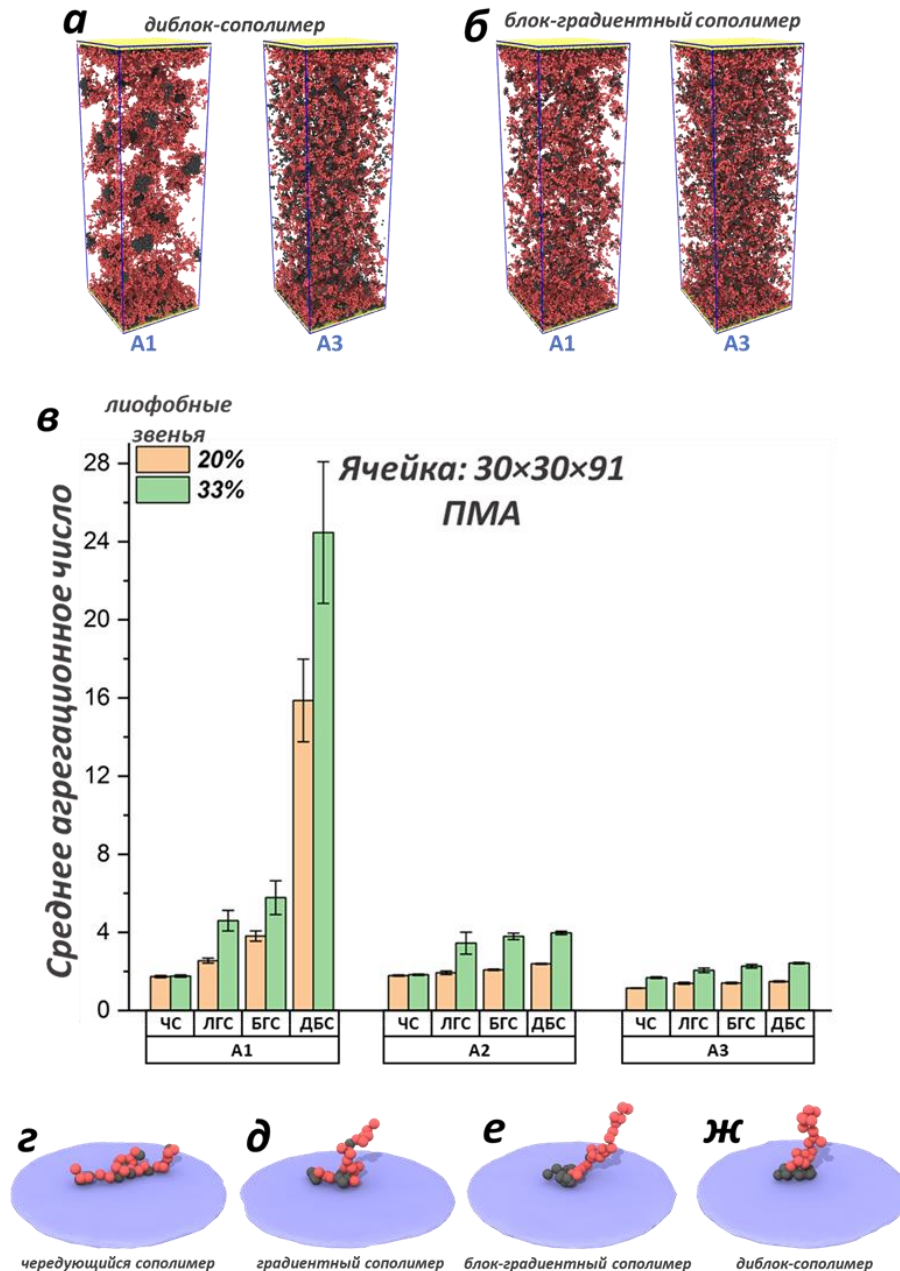 а
диблок-сополимер
б
блок-градиентный сополимер
А1
А3
А1
А3
в
лиофобные
звенья
20%
33%
Ячейка: 30×30×91
ПМА
Среднее агрегационное число
28
24
20
16
12
8
4
0
ЧС ЛГС БГС ДБС
ЧС ЛГС БГС ДБС
ЧС ЛГС БГС ДБС
А1
А2
А3
г
д
е
ж
чередующийся сополимер
градиентный сополимер
блок-градиентный сополимер
диблок-сополимер